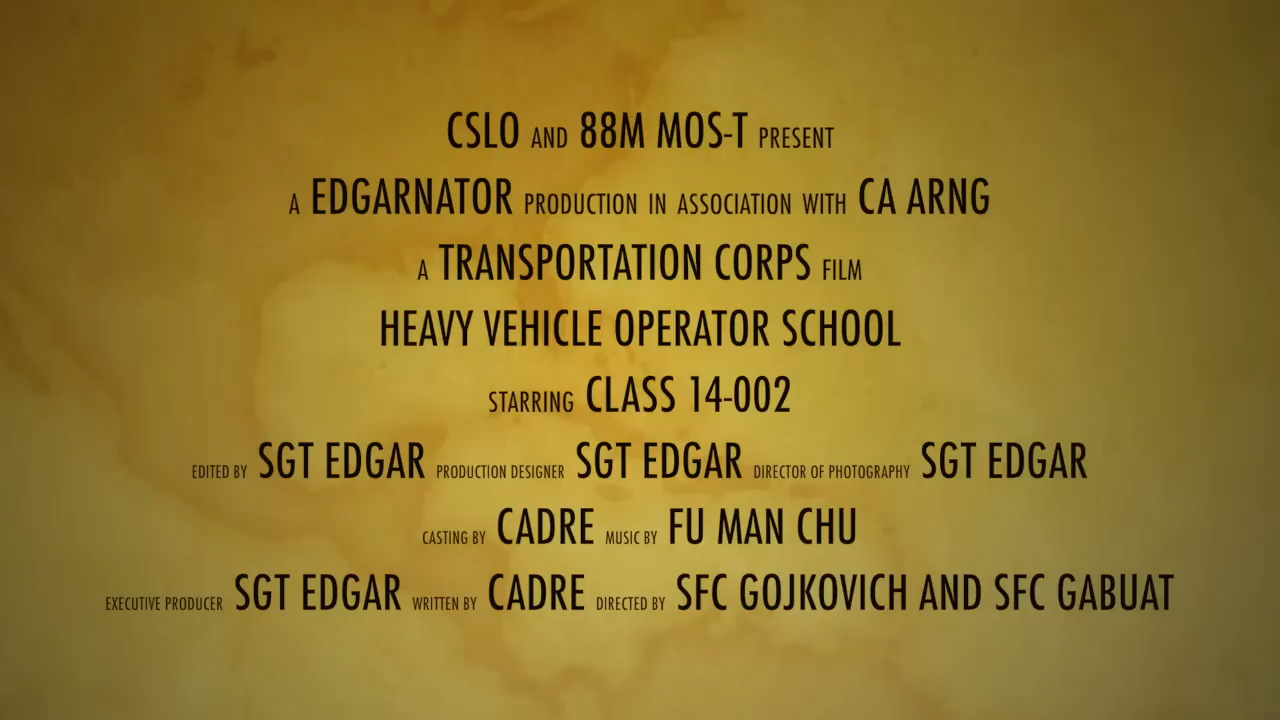 CSLO AND 88M MOS-T PRESENT
A EDGARNATOR PRODUCTION IN ASSOCIATION WITH CA ARNG
A TRANSPORTATION CORPS FILM
HEAVY VEHICLE OPERATOR SCHOOL
STARRING CLASS 14-002
EDITED BY SGT EDGAR PRODUCTION DESIGNER SGT EDGAR DIRECTOR OF PHOTOGRAPHY SGT EDGAR
CASTING BY CADRE MUSIC BY FU MAN CHU
EXECUTIVE PRODUCER SGT EDGAR WRITTEN BY CADRE DIRECTED BY SFC GOJKOVICH AND SFC GABUAT